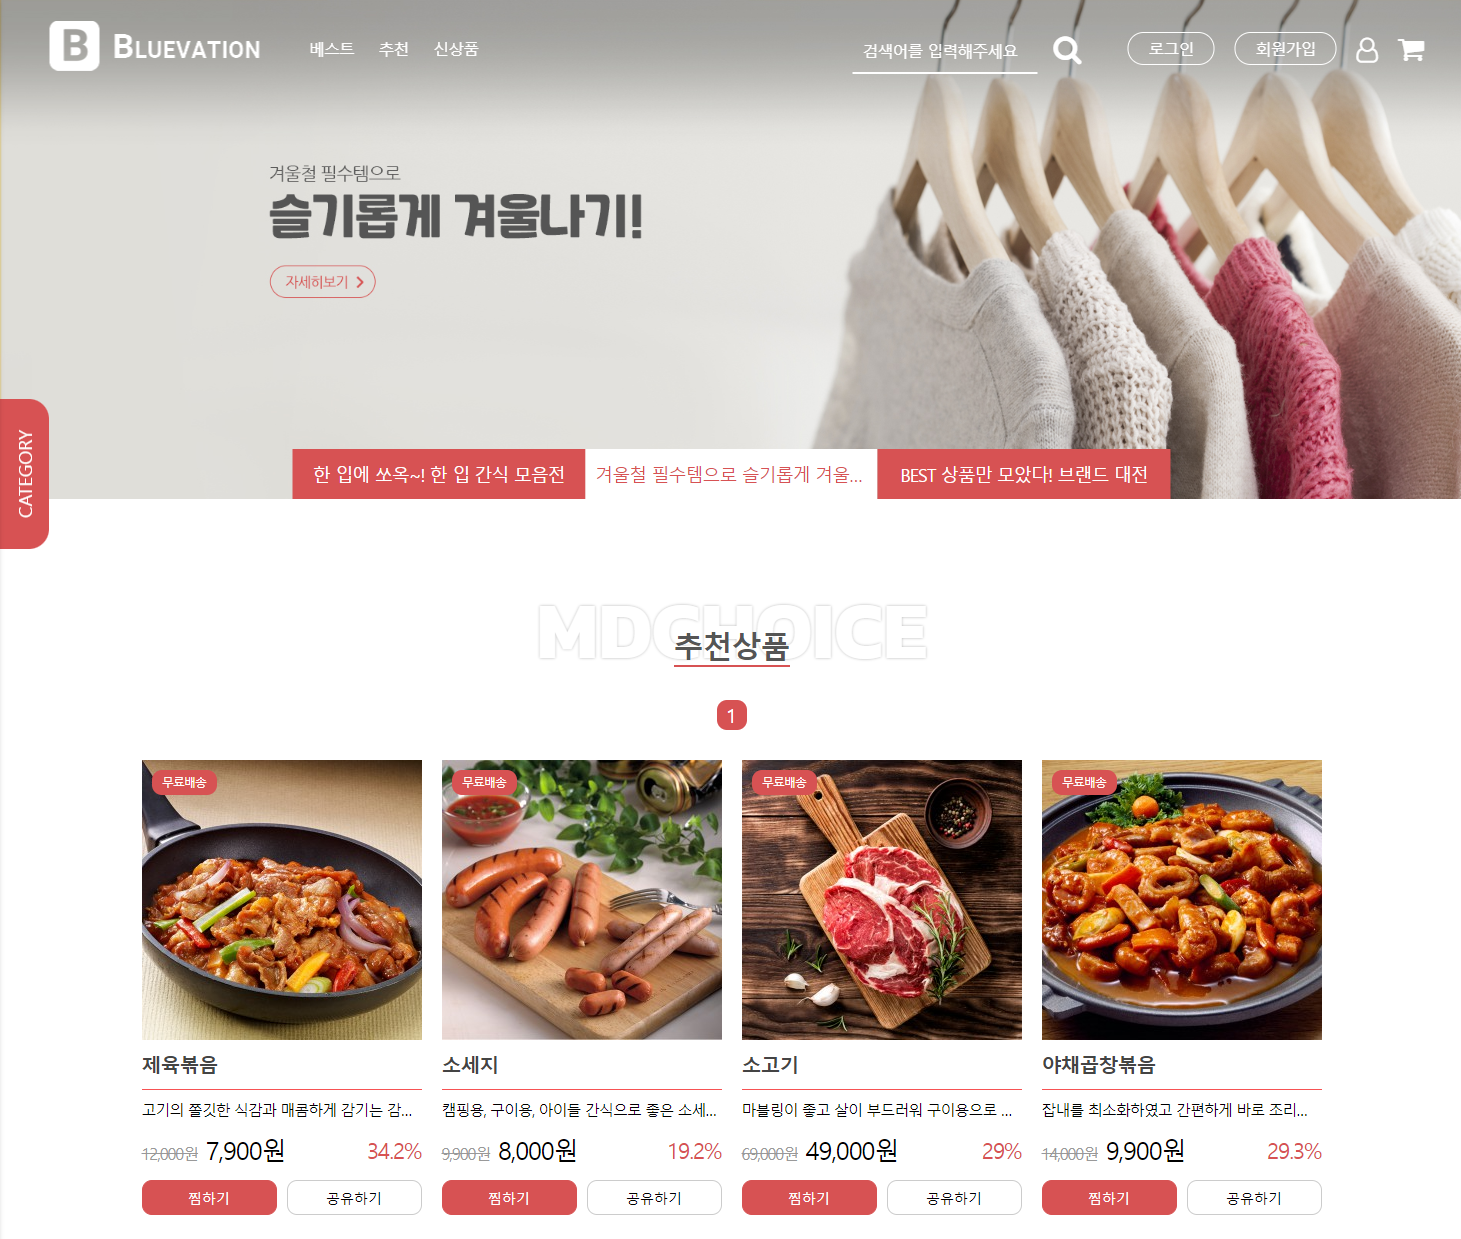 B BLUEVATION 베스트 추천 신상품 검색어를 입력해주세요 로그인 회원가입
겨울철 필수템으로
슬기롭게 겨울나기!
자세히보기 >
CATEGORY
한 입에 쏘옥~! 한 입 간식 모음전 겨울철 필수템으로 슬기롭게 겨울... BEST 상품만 모았다! 브랜드 대전
MDCHOICE
추천상품
1
무료배송 무료배송 무료배송 무료배송
제육볶음 소세지 소고기 야채곱창볶음
고기의 쫄깃한 식감과 매콤하게 감기는 감... 캠핑용, 구이용, 아이들 간식으로 좋은 소세... 마블링이 좋고 살이 부드러워 구이용으로 ... 잡내를 최소화하였고 간편하게 바로 조리...
12,000원 7,900원 34.2% 9,900원 8,000원 19.2% 69,000원 49,000원 29% 14,000원 9,900원 29.3%
찜하기 공유하기 찜하기 공유하기 찜하기 공유하기 찜하기 공유하기